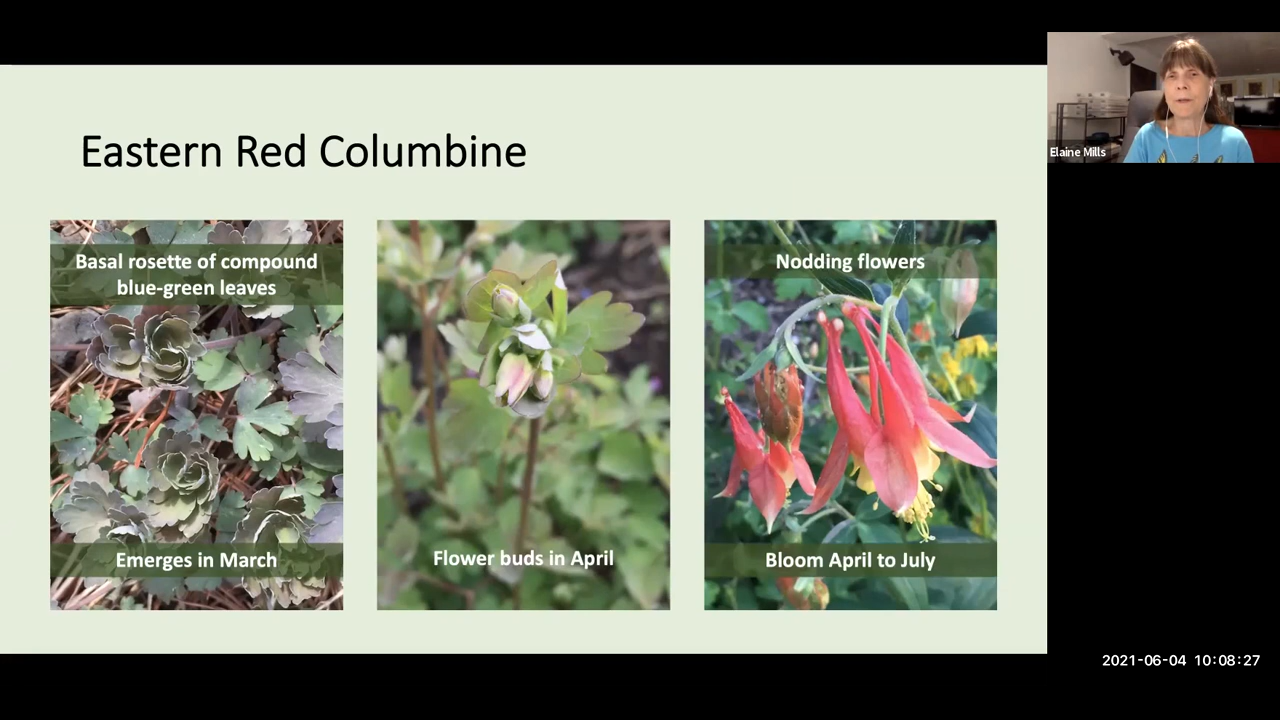 Eastern Red Columbine
Basal rosette of compound
blue-green leaves
Emerges in March
Flower buds in April
Nodding flowers
Bloom April to July
Elaine Mills
2021-06-04 10:08:27